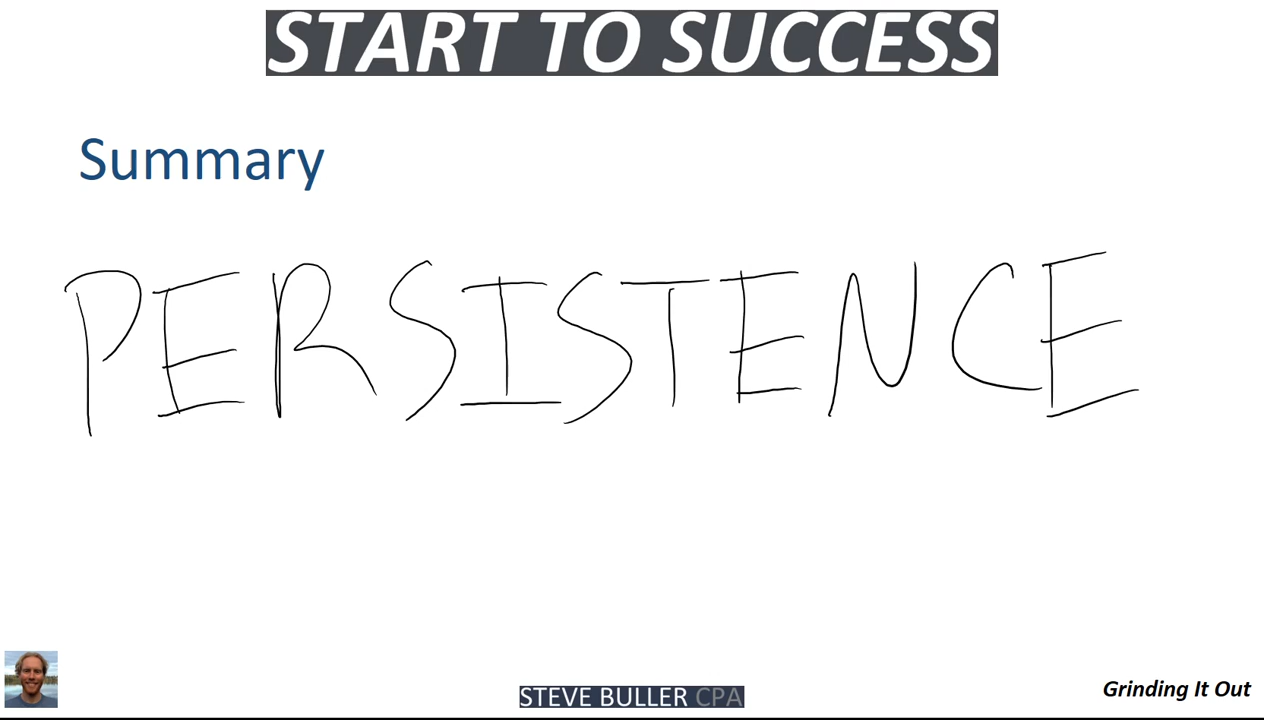 START TO SUCCESS
Summary
PERSISTENCE
STEVE BULLER CPA
Grinding It Out